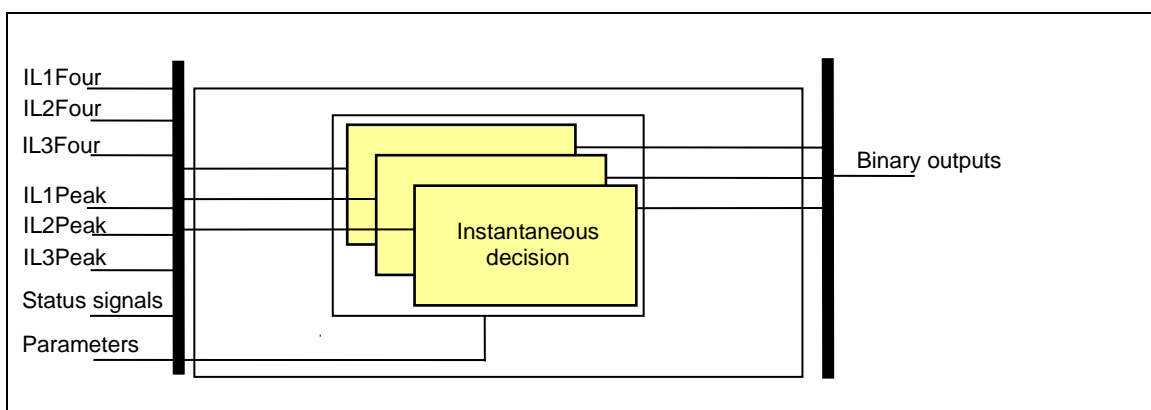 IL1Four
IL2Four
IL3Four
IL1Peak
IL2Peak
IL3Peak
Status signals
Parameters
Instantaneous
decision
Binary outputs